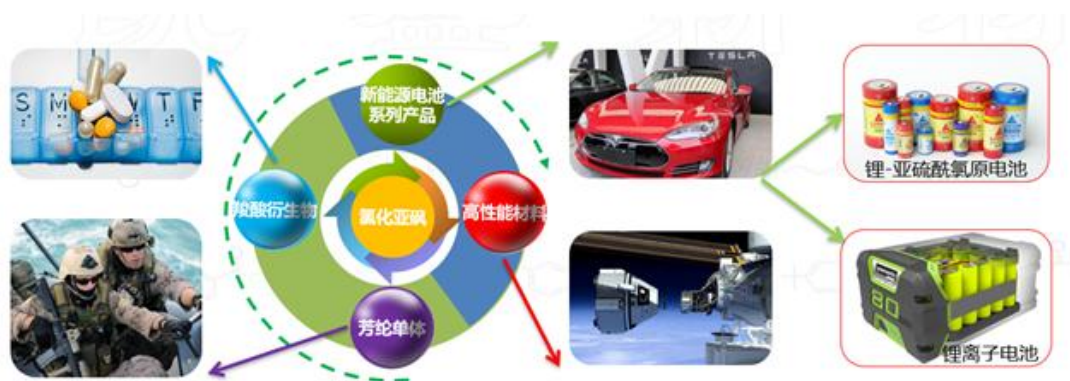 新能源电池
系列产品
TESLA
S M W T F
羧酸衍生物
氯化亚砜
高性能材料
锂-亚硫酰氯原电池
芳纶单体
锂离子电池